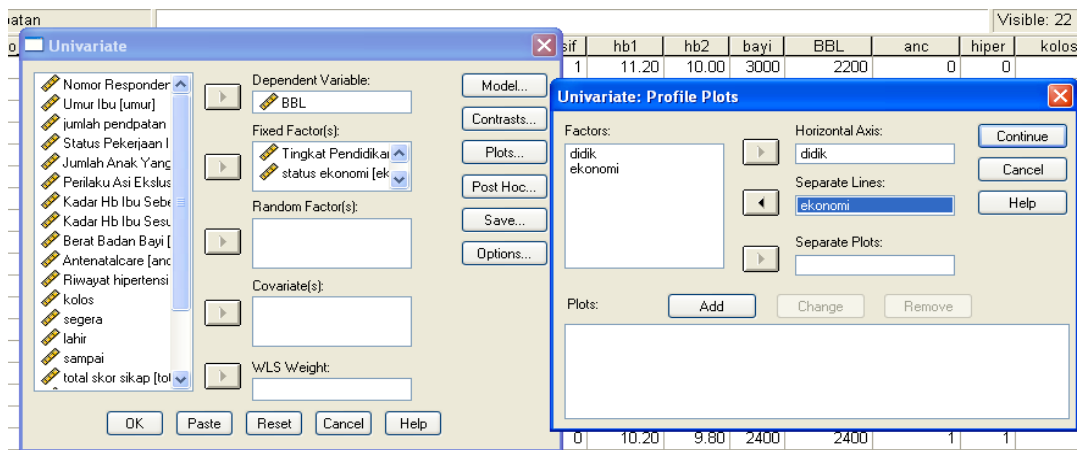 patan
Visible: 22
Univariate
sif hb1 hb2 bayi BBL anc hiper kolos
1 11.20 10.00 3000 2200 0 0
Nomor Responden
Umur Ibu [umur]
jumlah pendpatan
Status Pekerjaan I
Jumlah Anak Yang
Perilaku Asi Ekslus
Kadar Hb Ibu Sebe
Kadar Hb Ibu Sesu
Berat Badan Bayi [
Antenatalcare [anc
Riwayat hipertensi
kolos
segera
lahir
sampai
total skor sikap [tot
Dependent Variable:
BBL
Fixed Factor(s):
Tingkat Pendidikan
status ekonomi [ek
Random Factor(s):
Covariate(s):
WLS Weight:
Model...
Contrasts...
Plots...
Post Hoc...
Save...
Options...
OK Paste Reset Cancel Help
Univariate: Profile Plots
Factors:
didik
ekonomi
Horizontal Axis:
didik
Separate Lines:
ekonomi
Separate Plots:
Continue
Cancel
Help
Plots: Add Change Remove
0 10.20 9.80 2400 2400 1 1